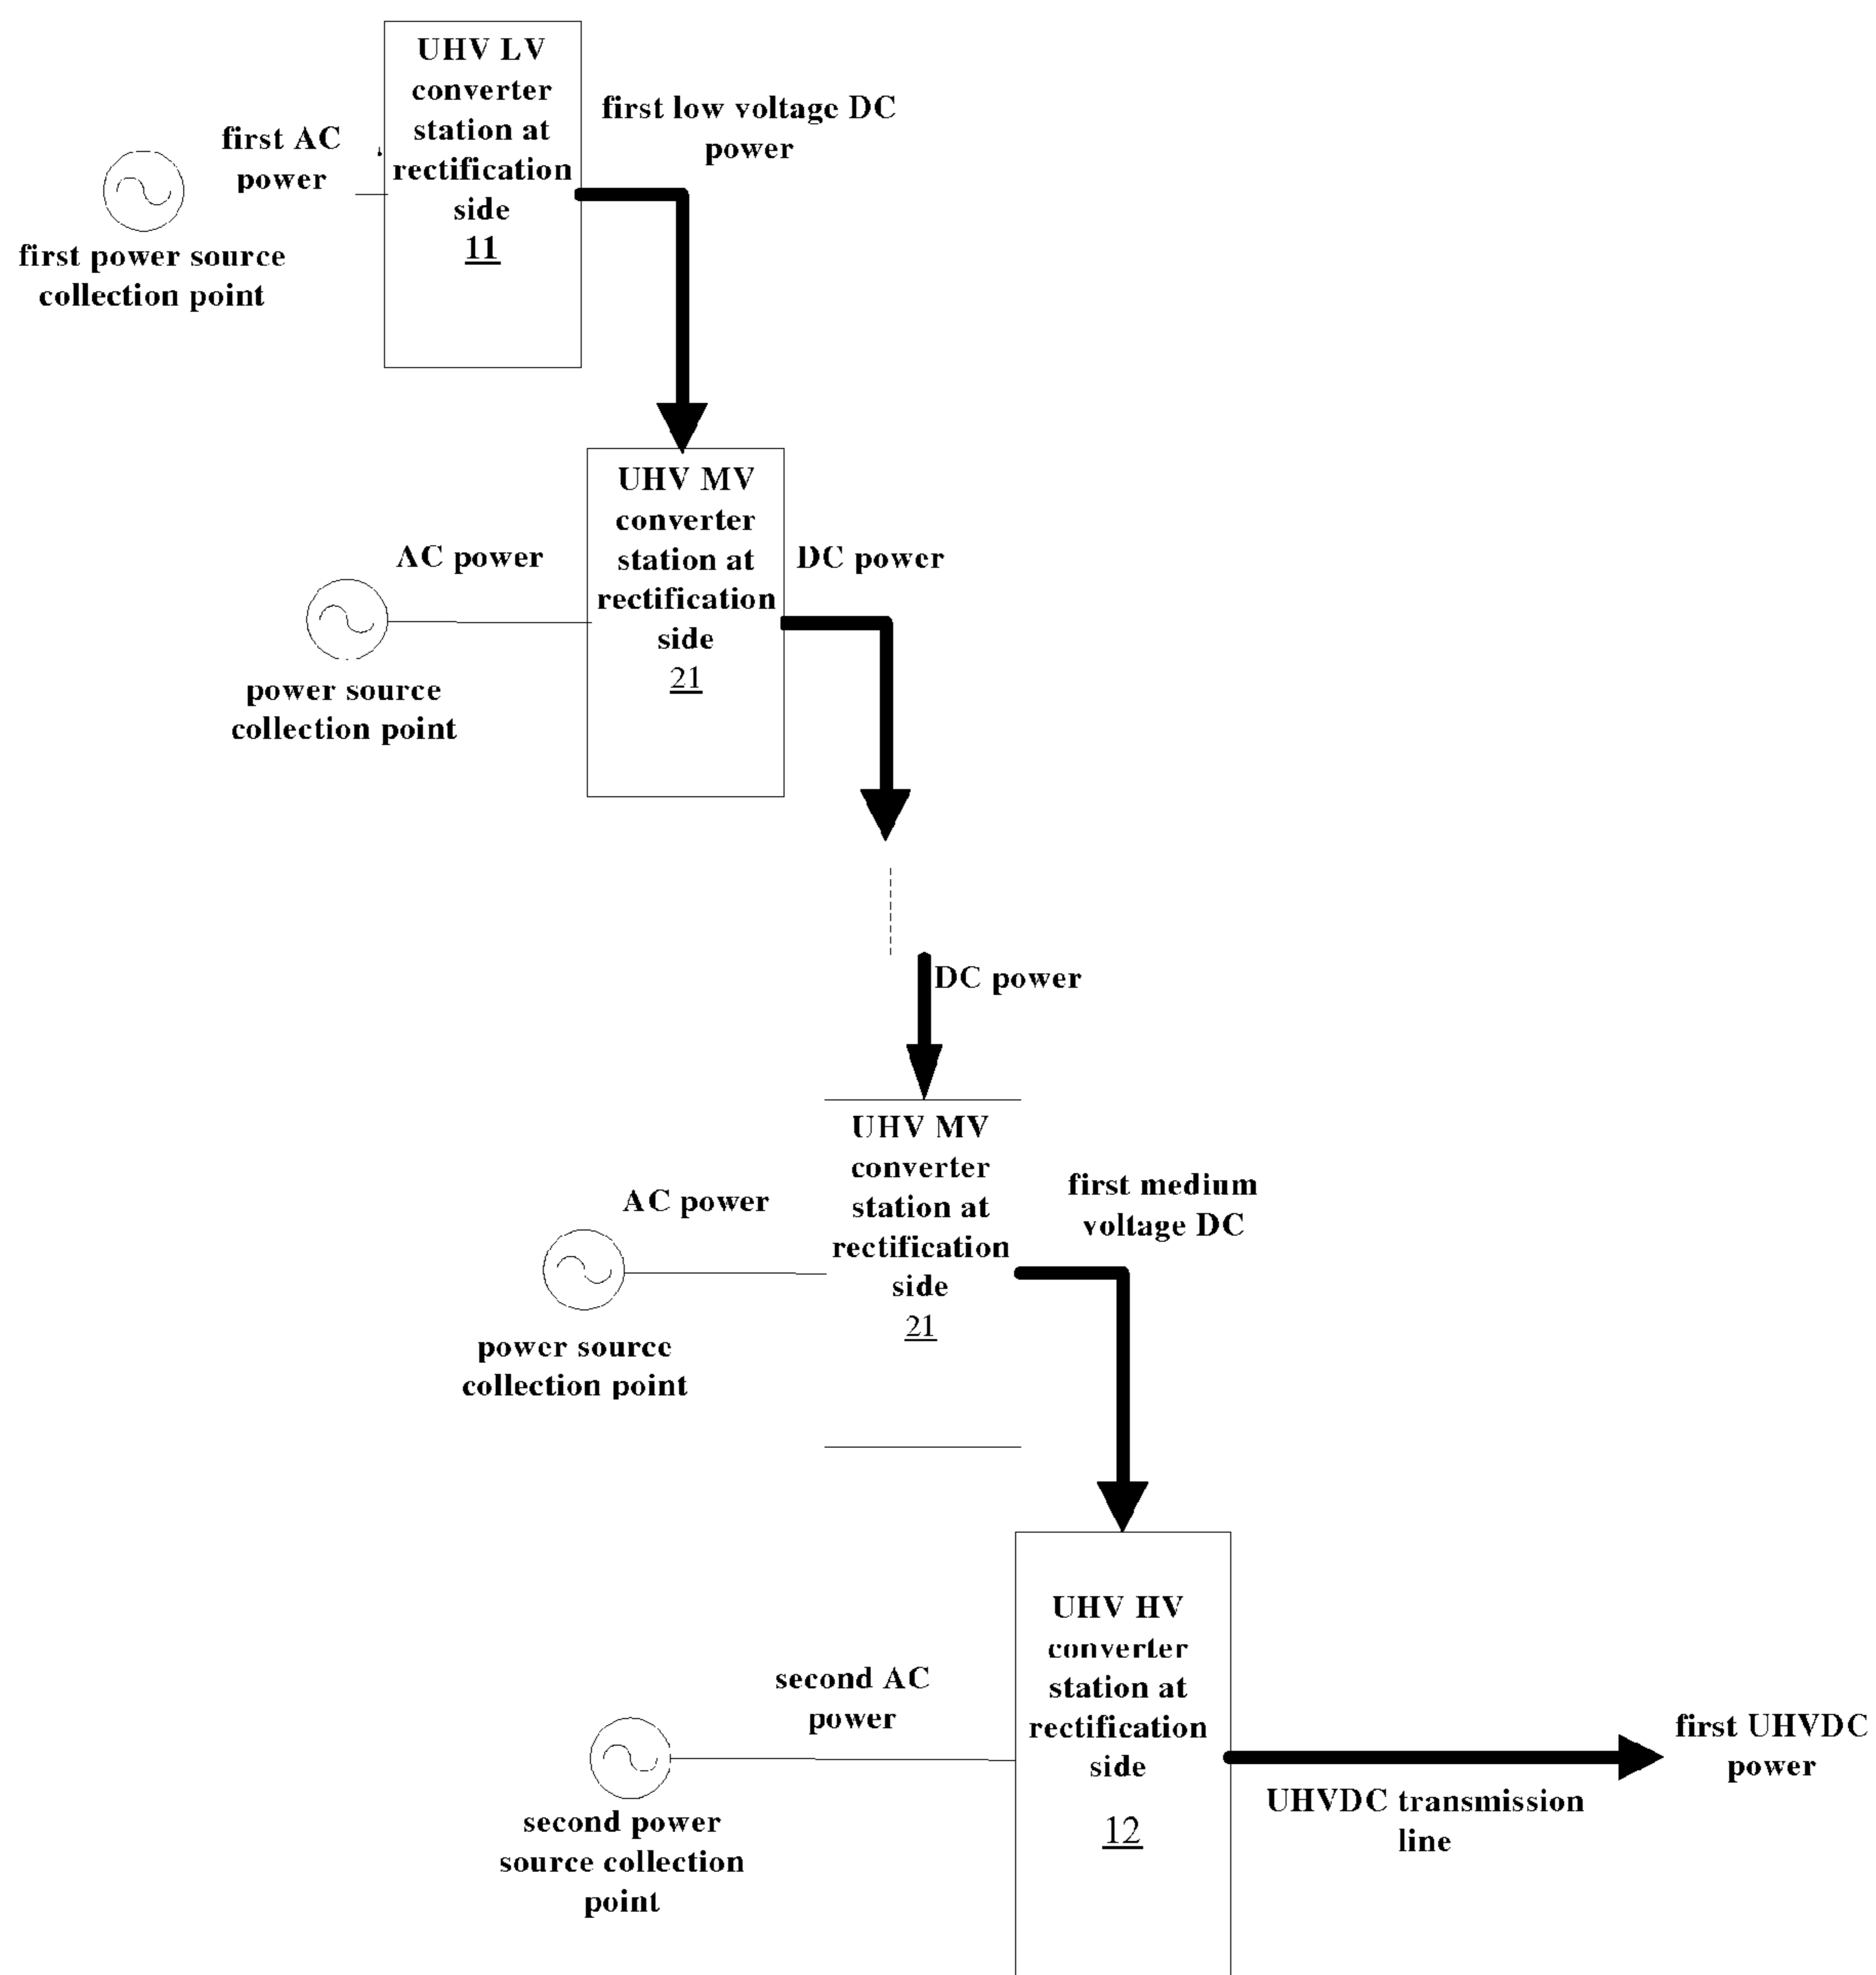 UHV LV
converter
station at
rectification
side
11
first low voltage DC
power
first AC
power
first power source
collection point
UHV MV
converter
station at
rectification
side
21
AC power
DC power
power source
collection point
DC power
UHV MV
converter
station at
rectification
side
21
AC power
first medium
voltage DC
power source
collection point
UHV HV
converter
station at
rectification
side
12
second AC
power
second power
source collection
point
UHVDC transmission
line
first UHVDC
power